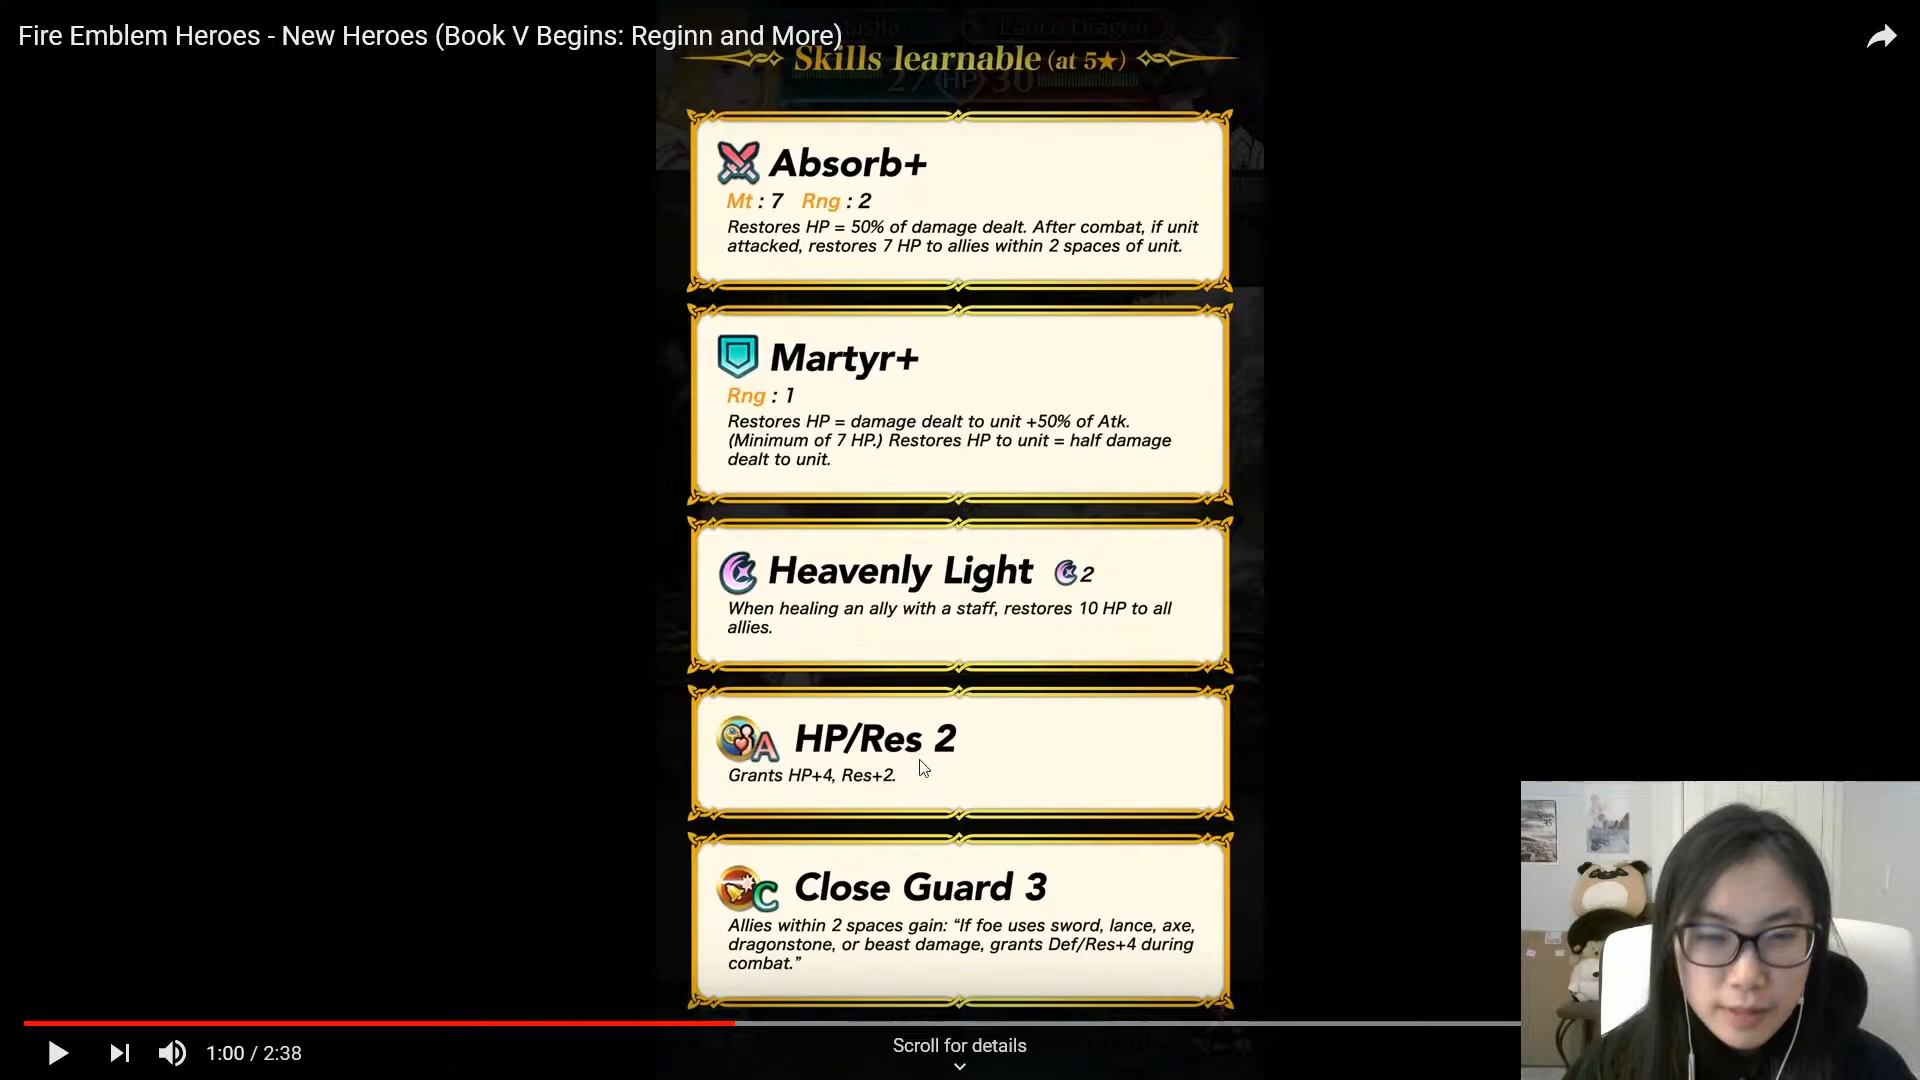 Fire Emblem Heroes - New Heroes (Book V Begins: Reginn and More)
Lance Dragon
Skills learnable (at 5★)
27 HP 30
Absorb+
Mt : 7 Rng : 2
Restores HP = 50% of damage dealt. After combat, if unit
attacked, restores 7 HP to allies within 2 spaces of unit.
Martyr+
Rng : 1
Restores HP = damage dealt to unit +50% of Atk.
(Minimum of 7 HP.) Restores HP to unit = half damage
dealt to unit.
Heavenly Light 2
When healing an ally with a staff, restores 10 HP to all
allies.
HP/Res 2
A
Grants HP+4, Res+2.
Close Guard 3
C
Allies within 2 spaces gain: “If foe uses sword, lance, axe,
dragonstone, or beast damage, grants Def/Res+4 during
combat.”
1:00 / 2:38
Scroll for details